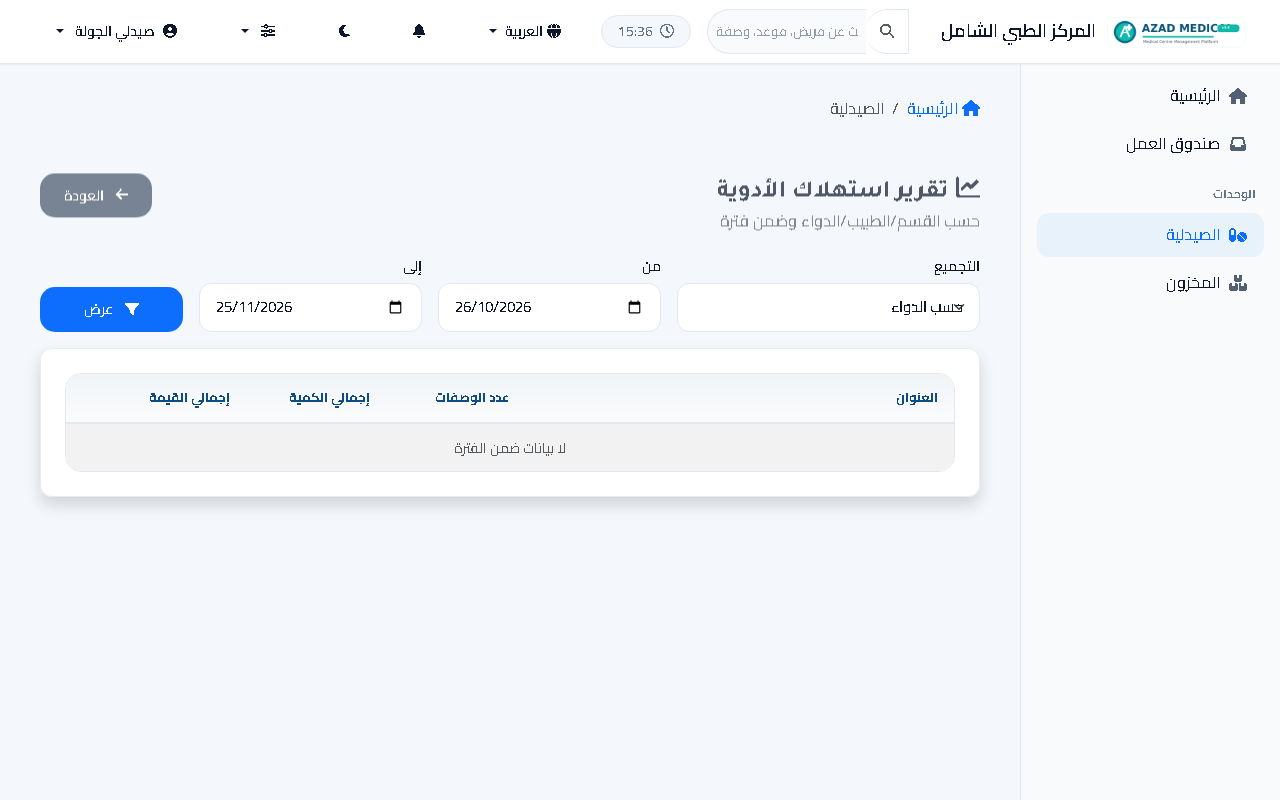 AZAD MEDIC
Medical Centre Management Platform
المركز الطبي الشامل
ث عن مريض، موعد، وصفة
15:36
العربية
صيدلي الجولة
الرئيسية
صندوق العمل
الوحدات
الصيدلية
المخزون
الرئيسية / الصيدلية
تقرير استهلاك الأدوية
حسب القسم/الطبيب/الدواء وضمن فترة
العودة
التجميع
من
إلى
حسب الدواء
26/10/2026
25/11/2026
عرض
العنوان
عدد الوصفات
إجمالي الكمية
إجمالي القيمة
لا بيانات ضمن الفترة